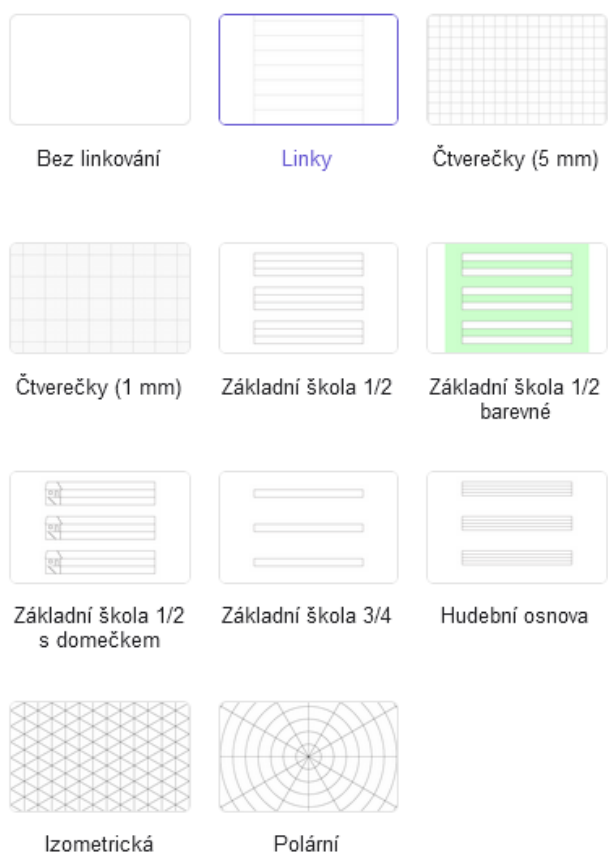 Bez linkování
Linky
Čtverečky (5 mm)
Čtverečky (1 mm)
Základní škola 1/2
Základní škola 1/2
barevné
Základní škola 1/2
s domečkem
Základní škola 3/4
Hudební osnova
Izometrická
Polární